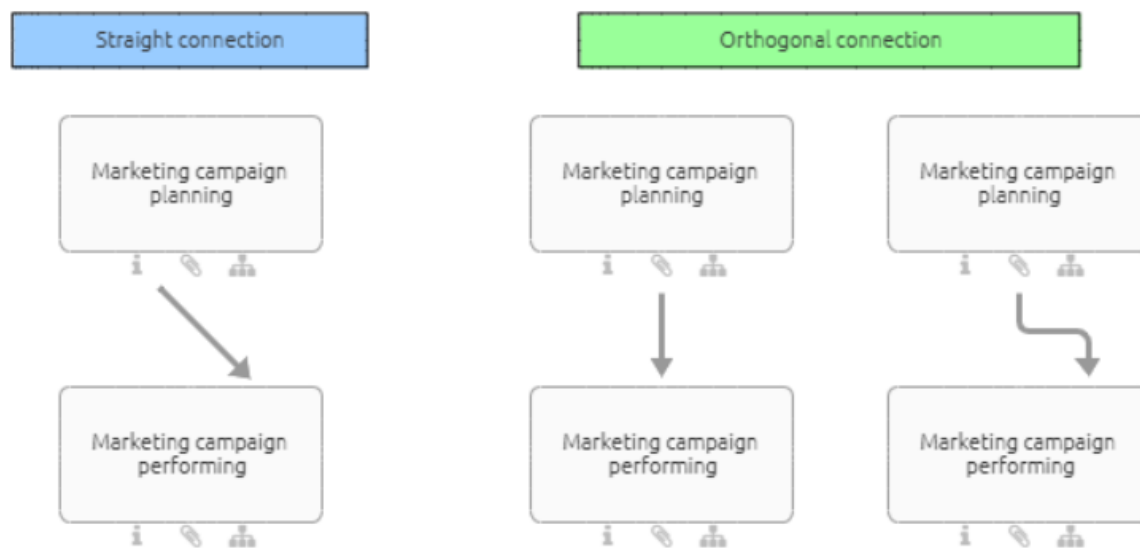 Straight connection
Orthogonal connection
Marketing campaign
planning
Marketing campaign
planning
Marketing campaign
planning
Marketing campaign
performing
Marketing campaign
performing
Marketing campaign
performing